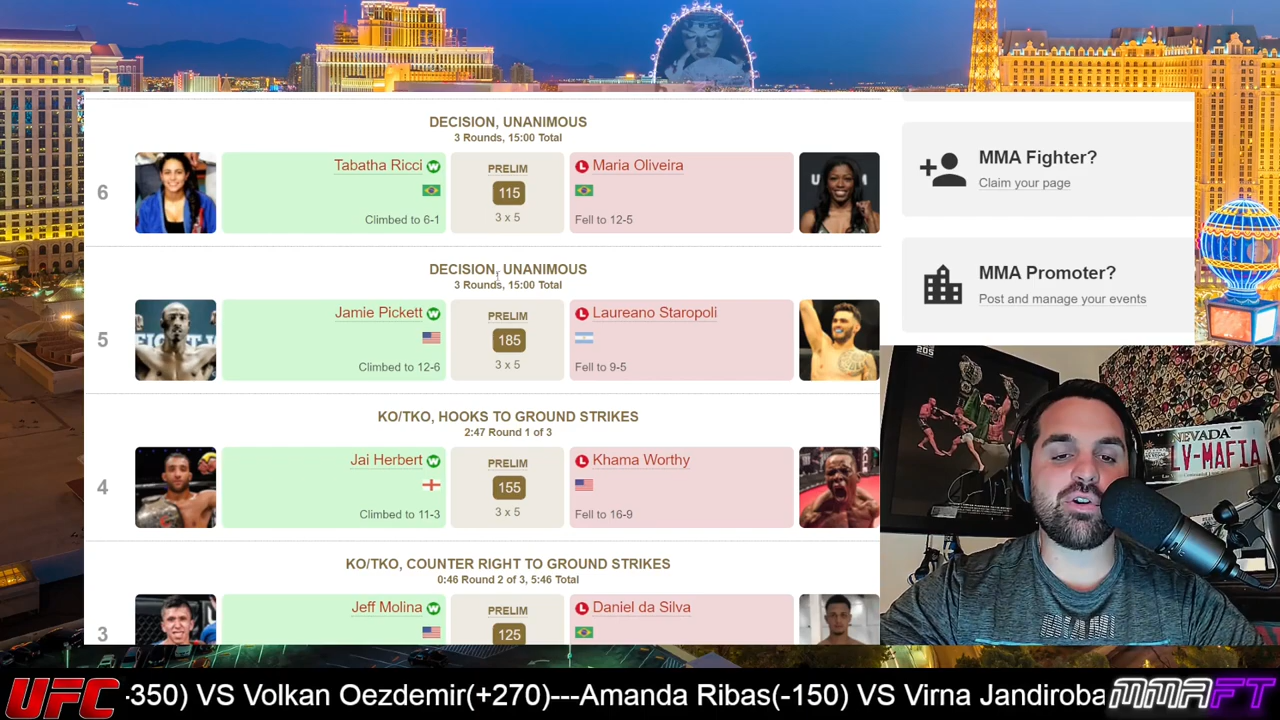 DECISION, UNANIMOUS
3 Rounds, 15:00 Total
6
Tabatha Ricci W
Climbed to 6-1
PRELIM
115
3 x 5
L Maria Oliveira
Fell to 12-5
DECISION, UNANIMOUS
3 Rounds, 15:00 Total
5
Jamie Pickett W
Climbed to 12-6
PRELIM
185
3 x 5
L Laureano Staropoli
Fell to 9-5
KO/TKO, HOOKS TO GROUND STRIKES
2:47 Round 1 of 3
4
Jai Herbert W
Climbed to 11-3
PRELIM
155
3 x 5
L Khama Worthy
Fell to 16-9
KO/TKO, COUNTER RIGHT TO GROUND STRIKES
0:46 Round 2 of 3, 5:46 Total
3
Jeff Molina W
PRELIM
125
L Daniel da Silva
MMA Fighter?
Claim your page
MMA Promoter?
Post and manage your events
205
NEVADA
LV-MAFIA
UFC
-350) VS Volkan Oezdemir(+270)---Amanda Ribas(-150) VS Virna Jandiroba
MMAFT